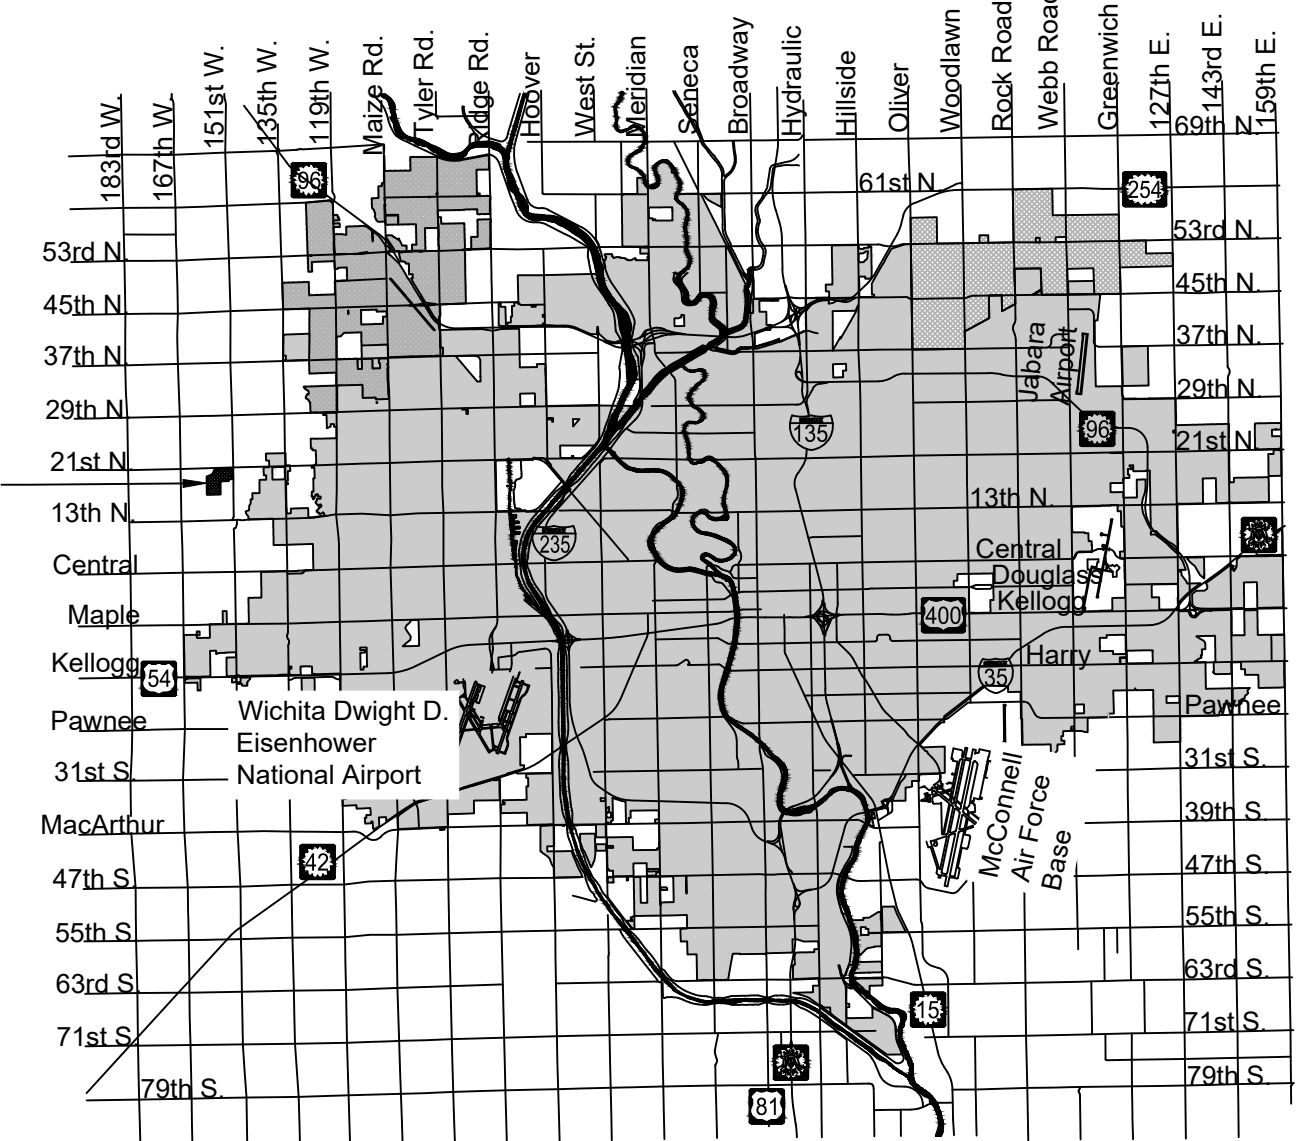 183rd W.
167th W.
151st W.
135th W.
119th W.
Maize Rd.
Tyler Rd.
Ridge Rd.
Hoover
West St.
Meridian
Seneca
Broadway
Hydraulic
Hillside
Oliver
Woodlawn
Rock Road
Webb Road
Greenwich
127th E.
143rd E.
159th E.
69th N.
96
61st N.
254
53rd N.
53rd N.
45th N.
45th N.
37th N.
37th N.
Jabara
Airport
29th N.
29th N.
135
96
21st N.
21st N.
13th N.
13th N.
235
Central
Central
Douglass
Kellogg
Maple
400
Kellogg
54
Harry
35
Wichita Dwight D.
Eisenhower
National Airport
Pawnee
Pawnee
31st S.
31st S.
McConnell
Air Force
Base
MacArthur
39th S.
42
47th S.
47th S.
55th S.
55th S.
63rd S.
63rd S.
15
71st S.
71st S.
79th S.
79th S.
81